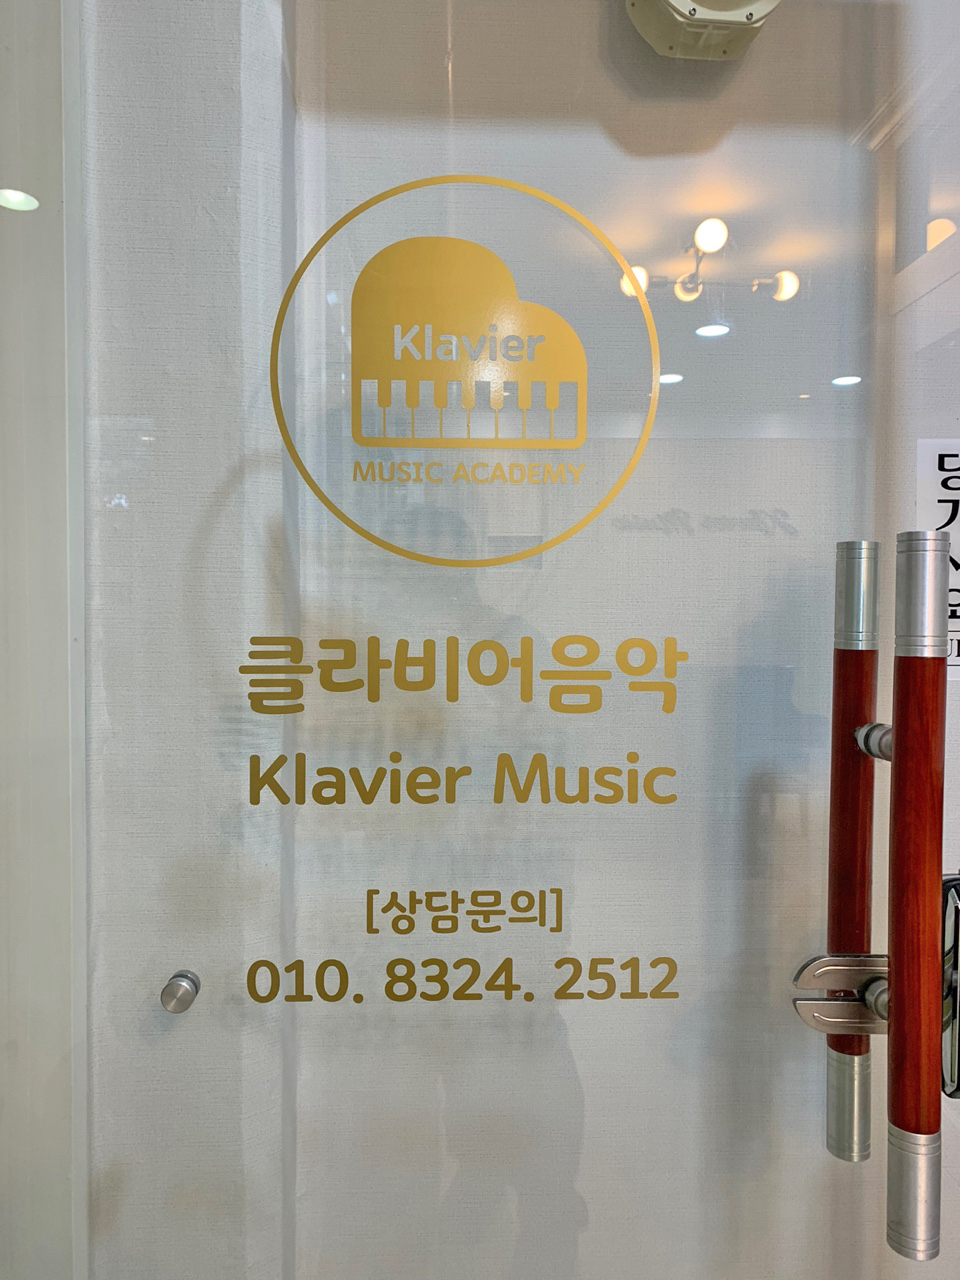 Klavier
MUSIC ACADEMY
클라비어음악
Klavier Music
[상담문의]
010. 8324. 2512